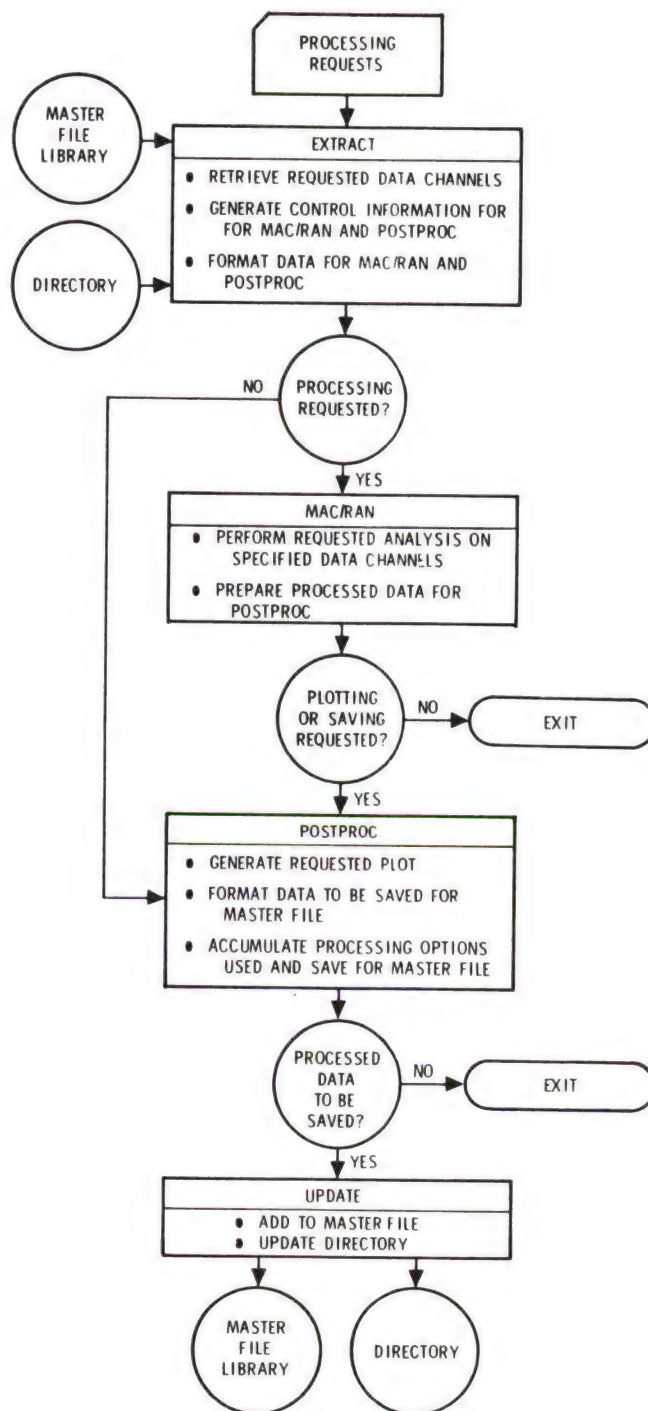 PROCESSING
REQUESTS
MASTER
FILE
LIBRARY
EXTRACT
• RETRIEVE REQUESTED DATA CHANNELS
• GENERATE CONTROL INFORMATION FOR
FOR MAC/RAN AND POSTPROC
• FORMAT DATA FOR MAC/RAN AND
POSTPROC
DIRECTORY
NO
PROCESSING
REQUESTED?
YES
MAC/RAN
• PERFORM REQUESTED ANALYSIS ON
SPECIFIED DATA CHANNELS
• PREPARE PROCESSED DATA FOR
POSTPROC
PLOTTING
OR SAVING
REQUESTED?
NO
EXIT
YES
POSTPROC
• GENERATE REQUESTED PLOT
• FORMAT DATA TO BE SAVED FOR
MASTER FILE
• ACCUMULATE PROCESSING OPTIONS
USED AND SAVE FOR MASTER FILE
PROCESSED
DATA
TO BE
SAVED?
NO
EXIT
YES
UPDATE
• ADD TO MASTER FILE
• UPDATE DIRECTORY
MASTER
FILE
LIBRARY
DIRECTORY